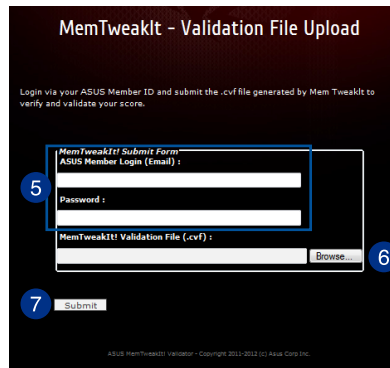 MemTweakIt - Validation File Upload
Login via your ASUS Member ID and submit the .cvf file generated by Mem TweakIt to
verify and validate your score.
MemTweakIt! Submit Form
ASUS Member Login (Email) :
5
Password :
MemTweakIt! Validation File (.cvf) :
Browse...
6
7
Submit
ASUS MemTweakIt! Validator - Copyright 2011-2012 (c) Asus Corp Inc.